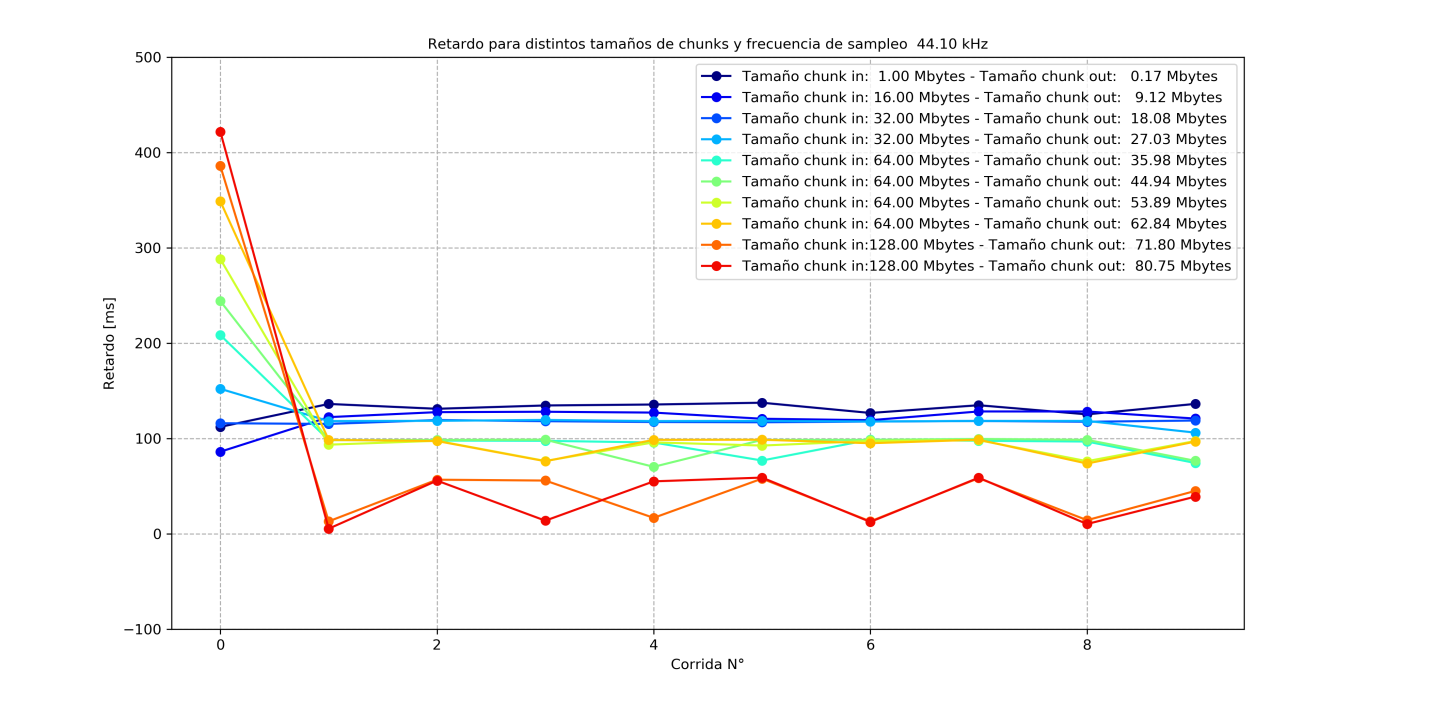 Retardo para distintos tamaños de chunks y frecuencia de sampleo  44.10 kHz
500
400
300
200
100
0
−100
Retardo [ms]
Tamaño chunk in:  1.00 Mbytes - Tamaño chunk out:   0.17 Mbytes
Tamaño chunk in: 16.00 Mbytes - Tamaño chunk out:   9.12 Mbytes
Tamaño chunk in: 32.00 Mbytes - Tamaño chunk out:  18.08 Mbytes
Tamaño chunk in: 32.00 Mbytes - Tamaño chunk out:  27.03 Mbytes
Tamaño chunk in: 64.00 Mbytes - Tamaño chunk out:  35.98 Mbytes
Tamaño chunk in: 64.00 Mbytes - Tamaño chunk out:  44.94 Mbytes
Tamaño chunk in: 64.00 Mbytes - Tamaño chunk out:  53.89 Mbytes
Tamaño chunk in: 64.00 Mbytes - Tamaño chunk out:  62.84 Mbytes
Tamaño chunk in:128.00 Mbytes - Tamaño chunk out:  71.80 Mbytes
Tamaño chunk in:128.00 Mbytes - Tamaño chunk out:  80.75 Mbytes
0 2 4 6 8
Corrida N°